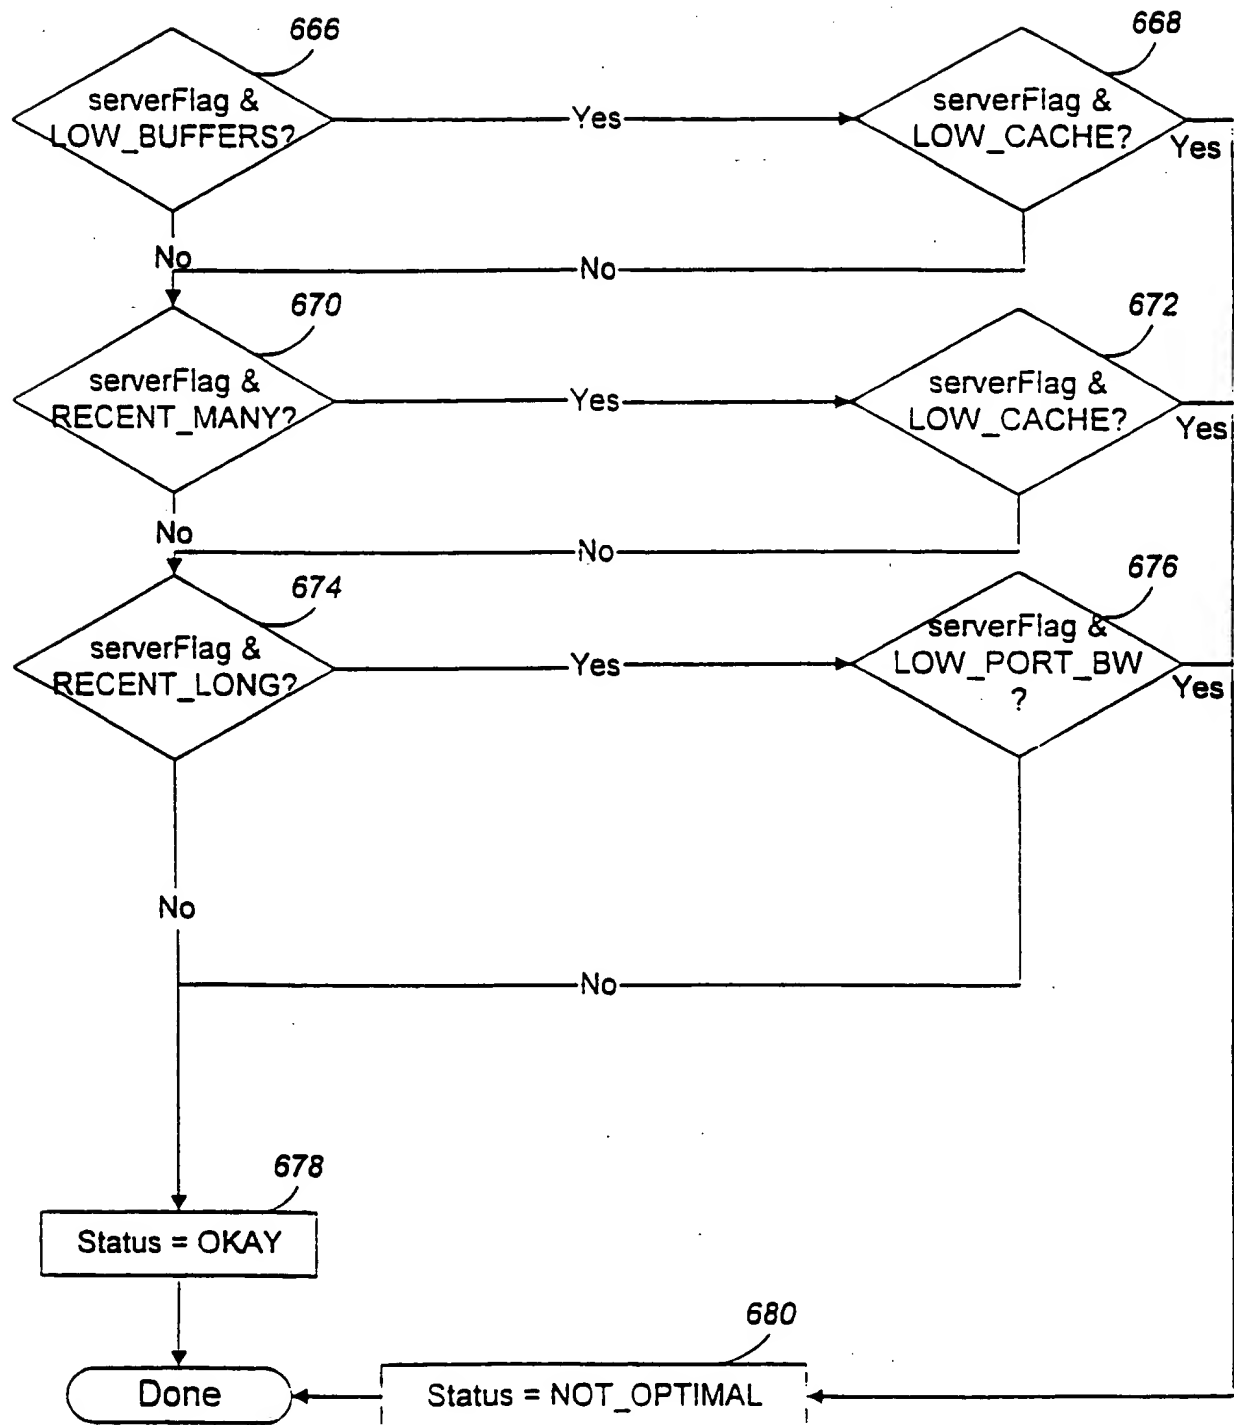 666
serverFlag &
LOW_BUFFERS?
Yes
668
serverFlag &
LOW_CACHE?
Yes
No
No
670
serverFlag &
RECENT_MANY?
Yes
672
serverFlag &
LOW_CACHE?
Yes
No
No
674
serverFlag &
RECENT_LONG?
Yes
676
serverFlag &
LOW_PORT_BW
?
Yes
No
No
678
Status = OKAY
680
Done
Status = NOT_OPTIMAL